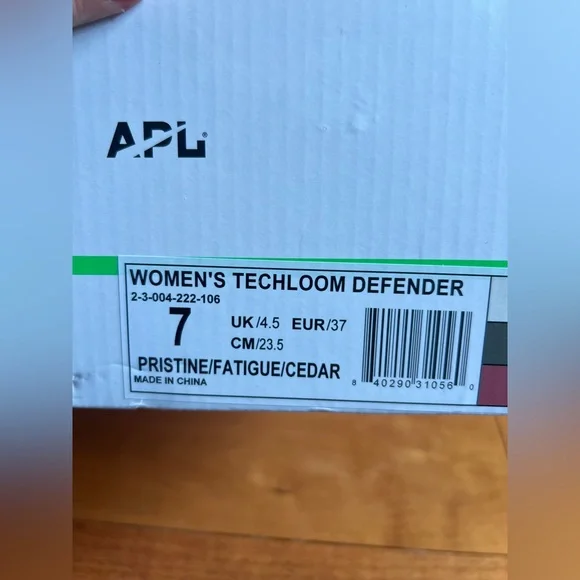 APL®
WOMEN'S TECHLOOM DEFENDER
2-3-004-222-106
7
UK/4.5 EUR/37
CM/23.5
PRISTINE/FATIGUE/CEDAR
MADE IN CHINA
8 40290 31056 0